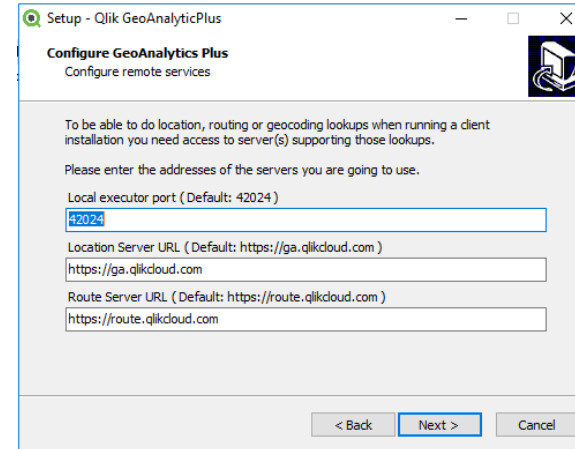 Setup - Qlik GeoAnalyticPlus
Configure GeoAnalytics Plus
Configure remote services
To be able to do location, routing or geocoding lookups when running a client
installation you need access to server(s) supporting those lookups.
Please enter the addresses of the servers you are going to use.
Local executor port ( Default: 42024 )
42024
Location Server URL ( Default: https://ga.qlikcloud.com )
https://ga.qlikcloud.com
Route Server URL ( Default: https://route.qlikcloud.com )
https://route.qlikcloud.com
< Back Next > Cancel